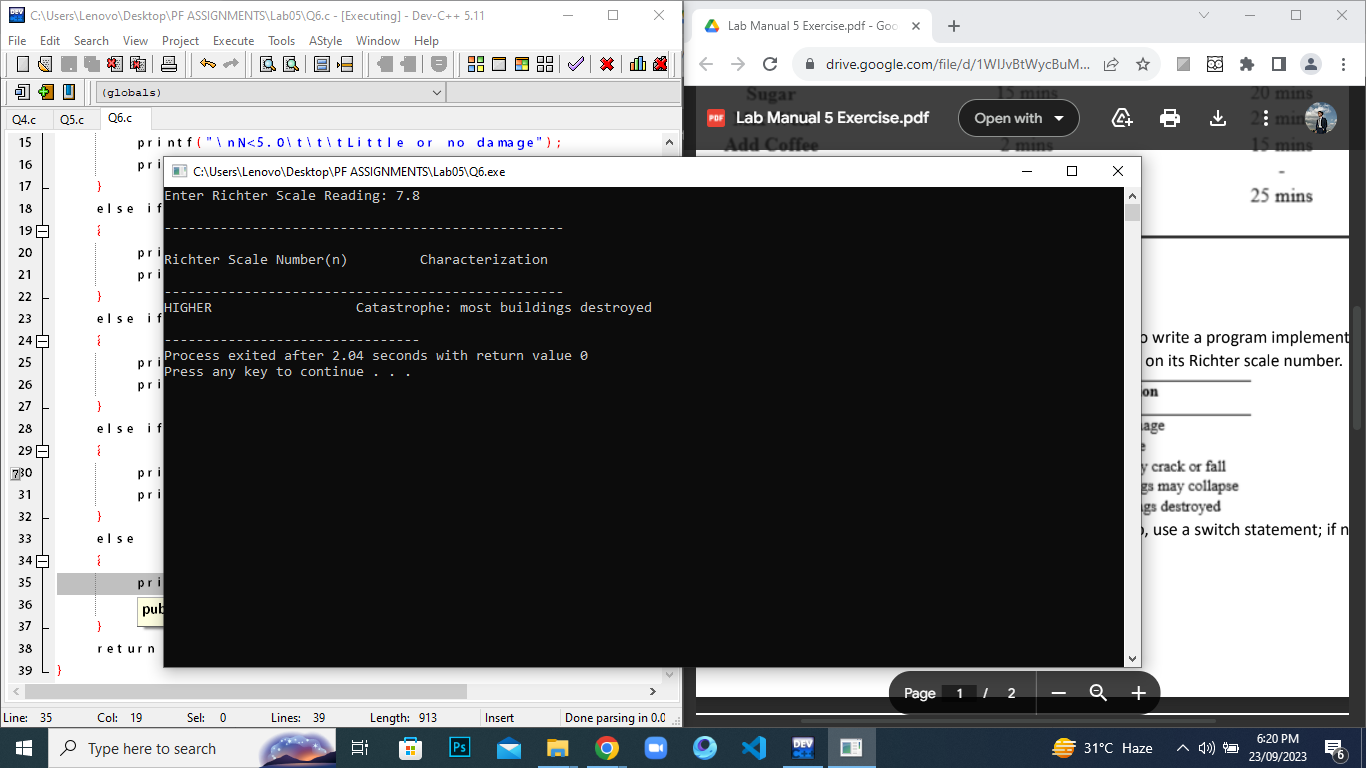 C:\Users\Lenovo\Desktop\PF ASSIGNMENTS\Lab05\Q6.c - [Executing] - Dev-C++ 5.11
File Edit Search View Project Execute Tools AStyle Window Help
(globals)
Q4.c Q5.c Q6.c
15 printf("\nN<5.0\t\t\tLittle or no damage");
16 pri
17 }
18 else if
19 {
20 pri
21 pri
22 }
23 else if
24 {
25 pri
26 pri
27 }
28 else if
29 {
30 pri
31 pri
32 }
33 else
34 {
35 pri
36
pub
37 }
38 return
39 }
Line: 35 Col: 19 Sel: 0 Lines: 39 Length: 913 Insert Done parsing in 0.0
C:\Users\Lenovo\Desktop\PF ASSIGNMENTS\Lab05\Q6.exe
Enter Richter Scale Reading: 7.8
--------------------------------------------------
Richter Scale Number(n) Characterization
--------------------------------------------------
HIGHER Catastrophe: most buildings destroyed
--------------------------------
Process exited after 2.04 seconds with return value 0
Press any key to continue . . .
Lab Manual 5 Exercise.pdf - Goo
drive.google.com/file/d/1WIJvBtWycBuM...
Sugar 15 mins 20 mins
PDF Lab Manual 5 Exercise.pdf Open with
Add Coffee 2 mins 15 mins
-
25 mins
write a program implement
on its Richter scale number.
on
age
e
y crack or fall
gs may collapse
gs destroyed
, use a switch statement; if n
Page 1 / 2
Type here to search
Ps
DEV
31°C Haze
6:20 PM
23/09/2023
6